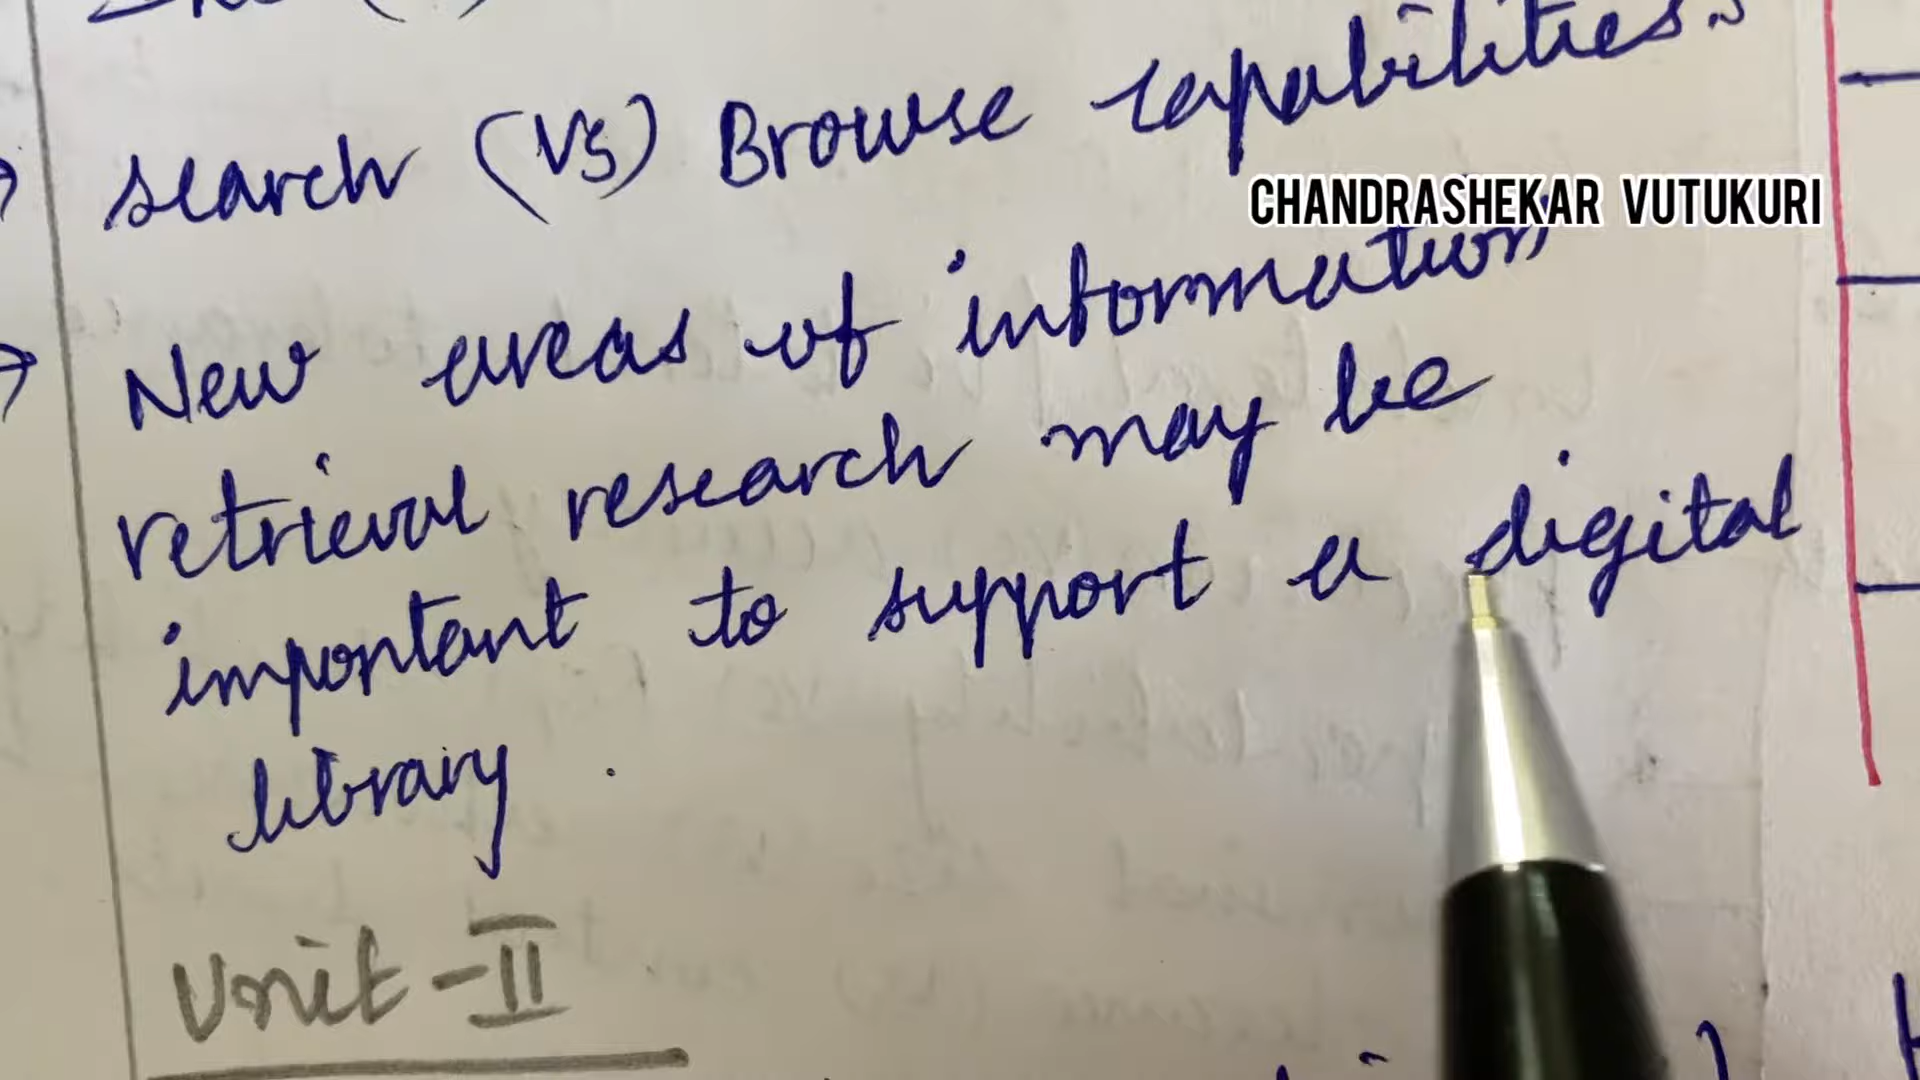 → search (Vs) Browse capabilities.
CHANDRASHEKAR VUTUKURI
→ New areas of information
retrieval research may be
important to support a digital
library .
Unit - II